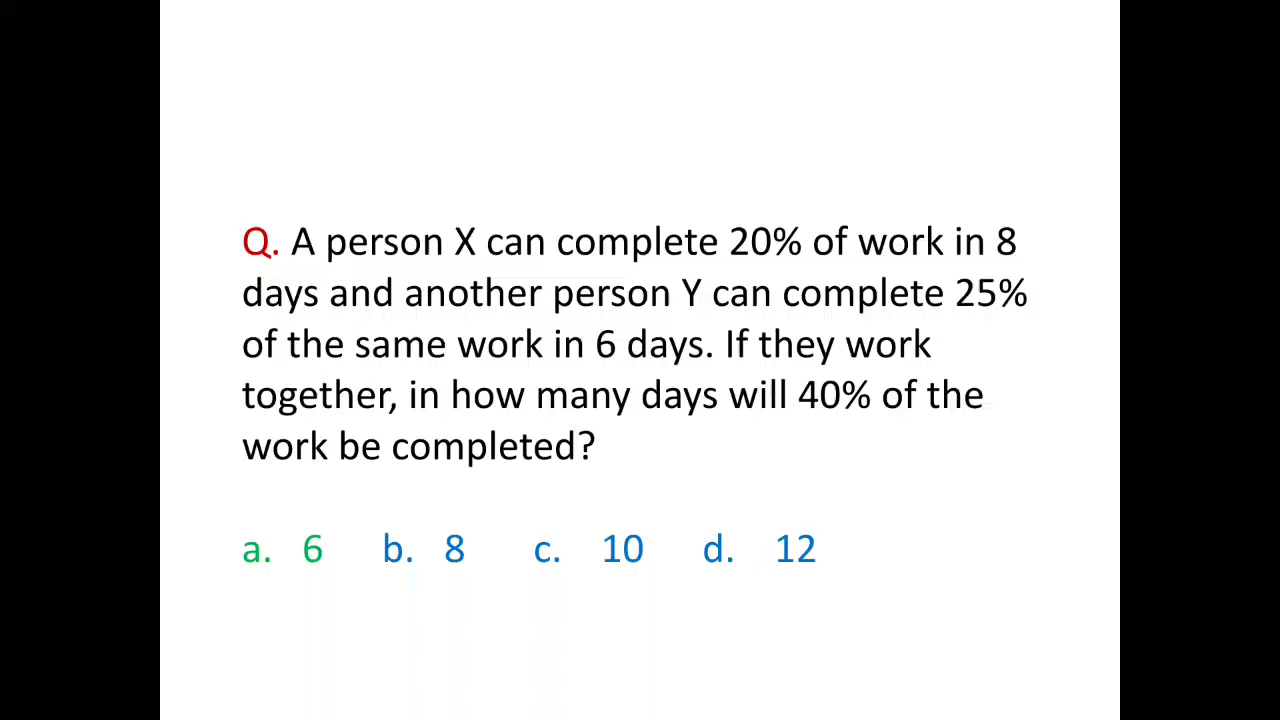 Q. A person X can complete 20% of work in 8
days and another person Y can complete 25%
of the same work in 6 days. If they work
together, in how many days will 40% of the
work be completed?
a. 6 b. 8 c. 10 d. 12